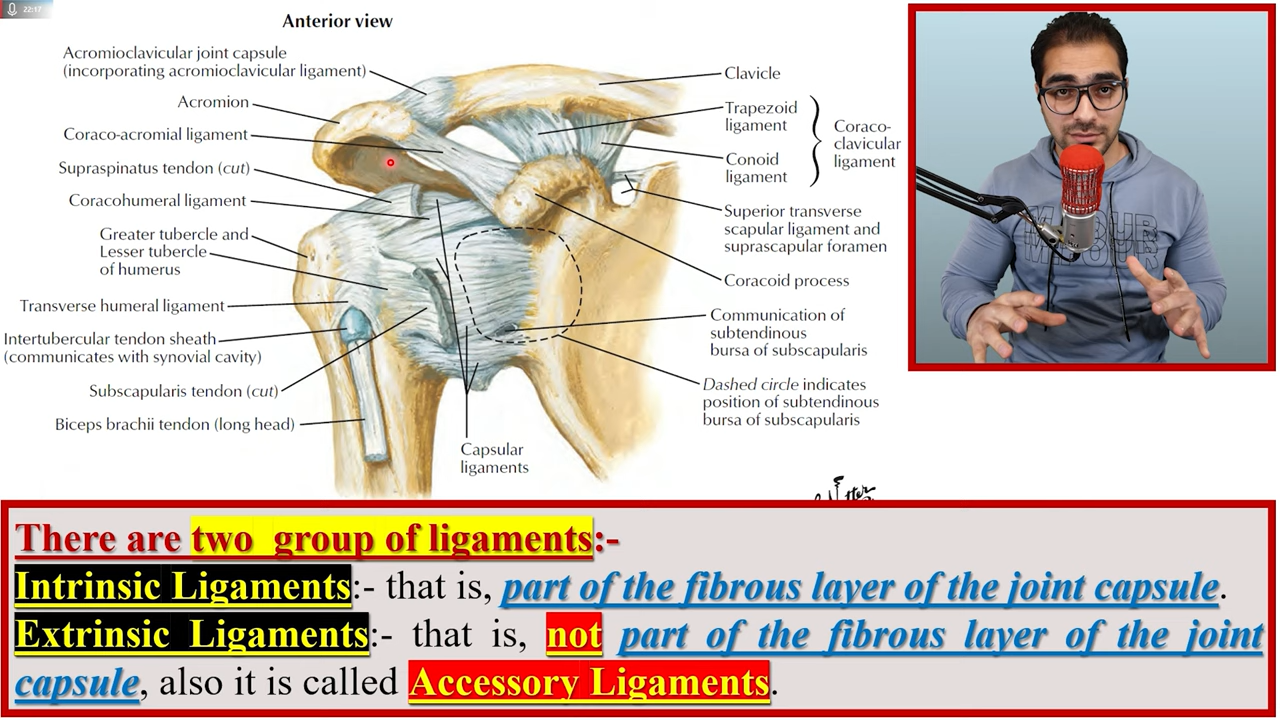 22:17
Anterior view
Acromioclavicular joint capsule
(incorporating acromioclavicular ligament)
Acromion
Coraco-acromial ligament
Supraspinatus tendon (cut)
Coracohumeral ligament
Greater tubercle and
Lesser tubercle
of humerus
Transverse humeral ligament
Intertubercular tendon sheath
(communicates with synovial cavity)
Subscapularis tendon (cut)
Biceps brachii tendon (long head)
Capsular
ligaments
Clavicle
Trapezoid
ligament
Conoid
ligament
Coraco-
clavicular
ligament
Superior transverse
scapular ligament and
suprascapular foramen
Coracoid process
Communication of
subtendinous
bursa of subscapularis
Dashed circle indicates
position of subtendinous
bursa of subscapularis
There are two group of ligaments:-
Intrinsic Ligaments:- that is, part of the fibrous layer of the joint capsule.
Extrinsic Ligaments:- that is, not part of the fibrous layer of the joint
capsule, also it is called Accessory Ligaments.